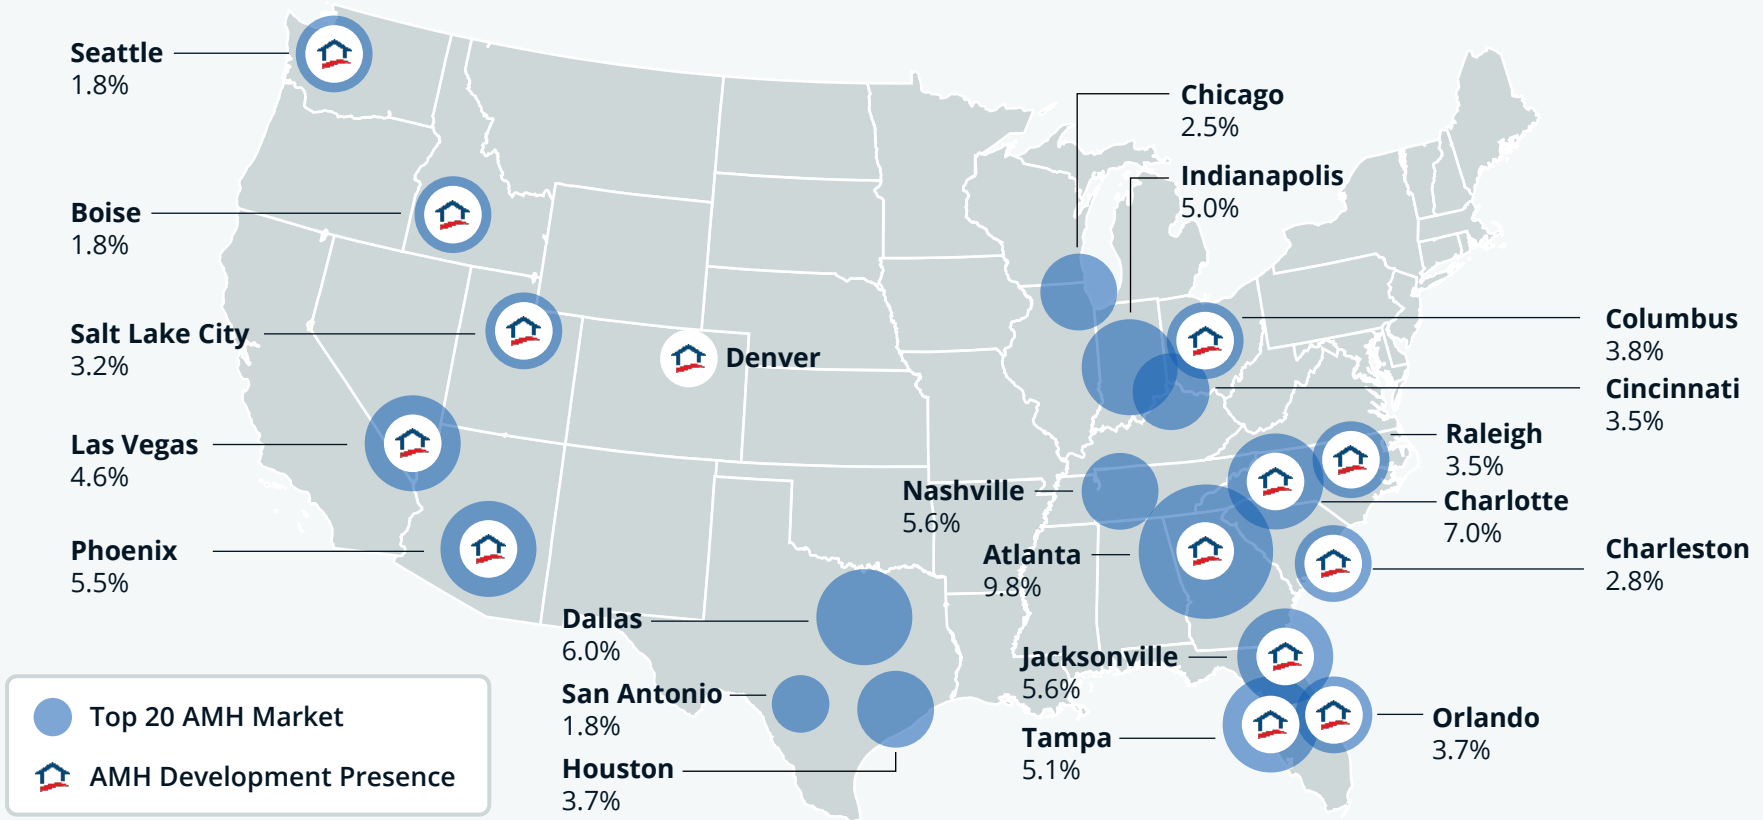 Seattle
1.8%
Boise
1.8%
Salt Lake City
3.2%
Las Vegas
4.6%
Phoenix
5.5%
Denver
Chicago
2.5%
Indianapolis
5.0%
Columbus
3.8%
Cincinnati
3.5%
Raleigh
3.5%
Charlotte
7.0%
Charleston
2.8%
Nashville
5.6%
Atlanta
9.8%
Dallas
6.0%
San Antonio
1.8%
Houston
3.7%
Jacksonville
5.6%
Tampa
5.1%
Orlando
3.7%
Top 20 AMH Market
AMH Development Presence